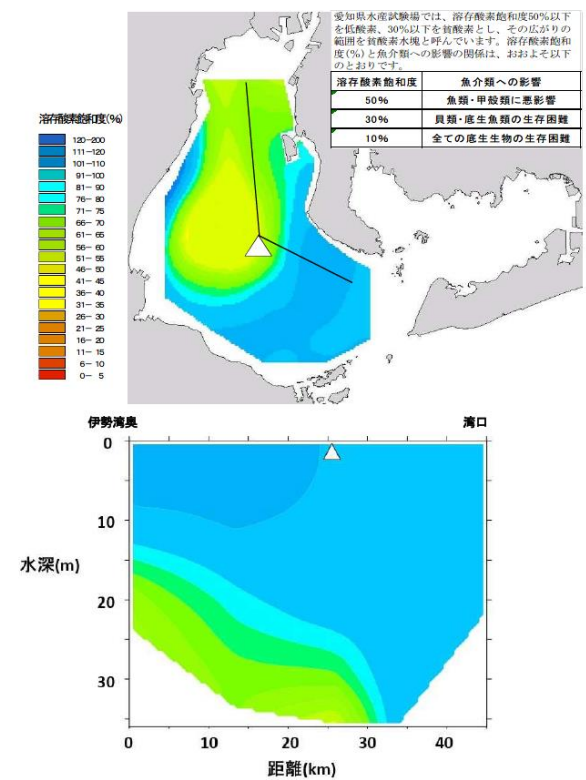 愛知県水産試験場では、溶存酸素飽和度50%以下
を低酸素、30%以下を貧酸素とし、その広がりの
範囲を貧酸素水塊と呼んでいます。溶存酸素飽和
度(%)と魚介類への影響の関係は、おおよそ以下
のとおりです。
溶存酸素飽和度 魚介類への影響
50% 魚類・甲殻類に悪影響
30% 貝類・底生魚類の生存困難
10% 全ての底生生物の生存困難
溶存酸素飽和度(%)
120-200
111-120
101-110
91-100
81- 90
76- 80
71- 75
66- 70
61- 65
56- 60
51- 55
46- 50
41- 45
36- 40
31- 35
26- 30
21- 25
16- 20
11- 15
6- 10
0- 5
伊勢湾奥 湾口
0
10
水深(m)
20
30
0 10 20 30 40
距離(km)